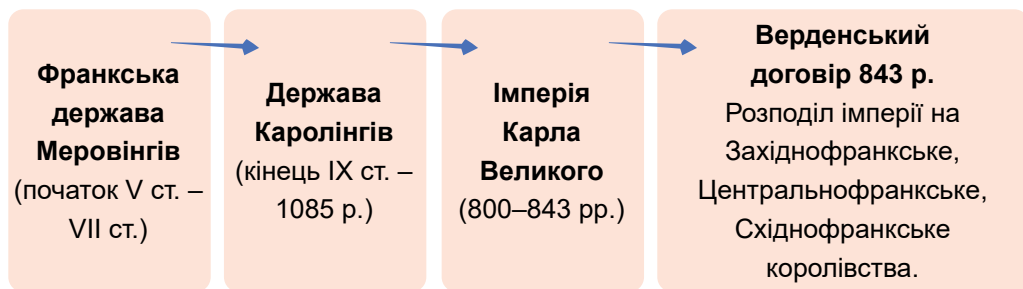 Франкська
держава
Меровінгів
(початок V ст. –
VII ст.)
Держава
Каролінгів
(кінець IX ст. –
1085 р.)
Імперія
Карла
Великого
(800–843 рр.)
Верденський
договір 843 р.
Розподіл імперії на
Західнофранкське,
Центральнофранкське,
Східнофранкське
королівства.